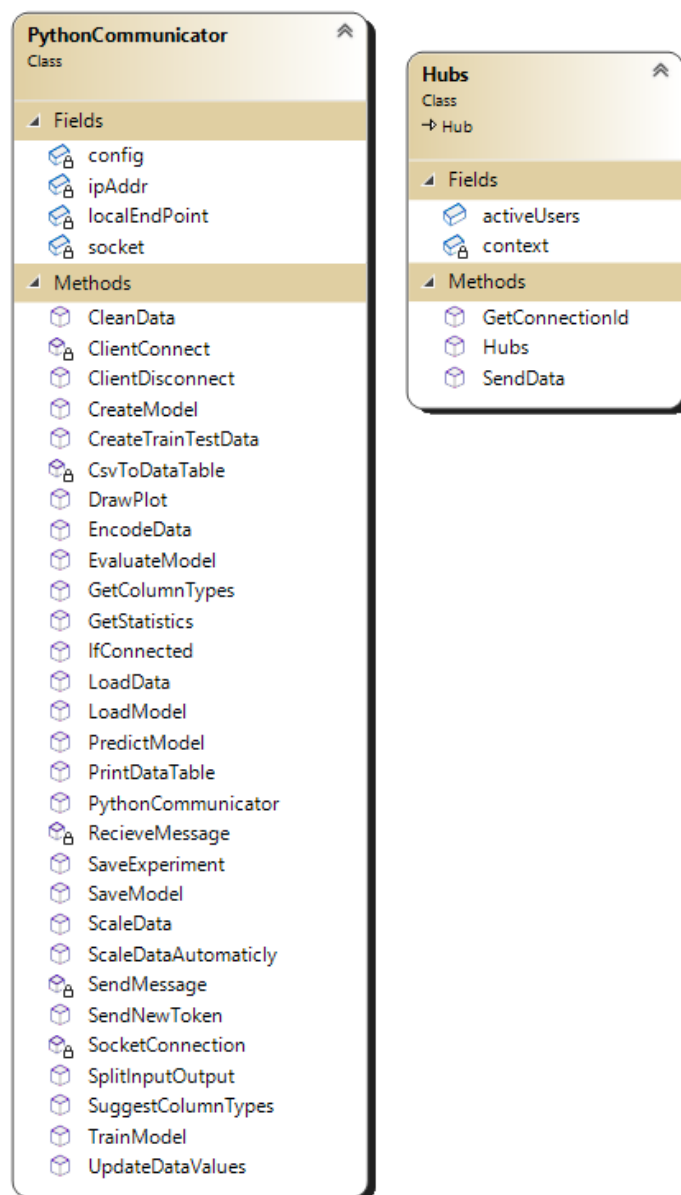 PythonCommunicator
Class
Fields
config
ipAddr
localEndPoint
socket
Methods
CleanData
ClientConnect
ClientDisconnect
CreateModel
CreateTrainTestData
CsvToDataTable
DrawPlot
EncodeData
EvaluateModel
GetColumnTypes
GetStatistics
IfConnected
LoadData
LoadModel
PredictModel
PrintDataTable
PythonCommunicator
RecieveMessage
SaveExperiment
SaveModel
ScaleData
ScaleDataAutomaticly
SendMessage
SendNewToken
SocketConnection
SplitInputOutput
SuggestColumnTypes
TrainModel
UpdateDataValues
Hubs
Class
Hub
Fields
activeUsers
context
Methods
GetConnectionId
Hubs
SendData